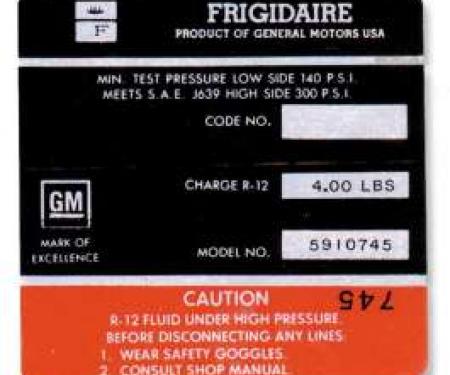 F
FRIGIDAIRE
PRODUCT OF GENERAL MOTORS USA
MIN. TEST PRESSURE LOW SIDE 140 P.S.I.
MEETS S.A.E. J639 HIGH SIDE 300 P.S.I.
CODE NO.
CHARGE R-12 4.00 LBS
GM
MARK OF
EXCELLENCE
MODEL NO. 5910745
CAUTION 745
R-12 FLUID UNDER HIGH PRESSURE
BEFORE DISCONNECTING ANY LINES
1. WEAR SAFETY GOGGLES.
2. CONSULT SHOP MANUAL.